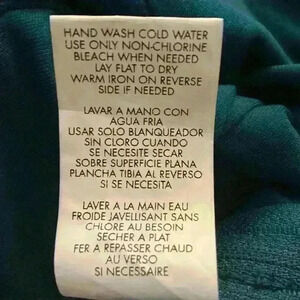 HAND WASH COLD WATER
USE ONLY NON-CHLORINE
BLEACH WHEN NEEDED
LAY FLAT TO DRY
WARM IRON ON REVERSE
SIDE IF NEEDED
LAVAR A MANO CON
AGUA FRIA
USAR SOLO BLANQUEADOR
SIN CLORO CUANDO
SE NECESITE SECAR
SOBRE SUPERFICIE PLANA
PLANCHA TIBIA AL REVERSO
SI SE NECESITA
LAVER A LA MAIN EAU
FROIDE JAVELLISANT SANS
CHLORE AU BESOIN
SECHER A PLAT
FER A REPASSER CHAUD
AU VERSO
SI NECESSAIRE